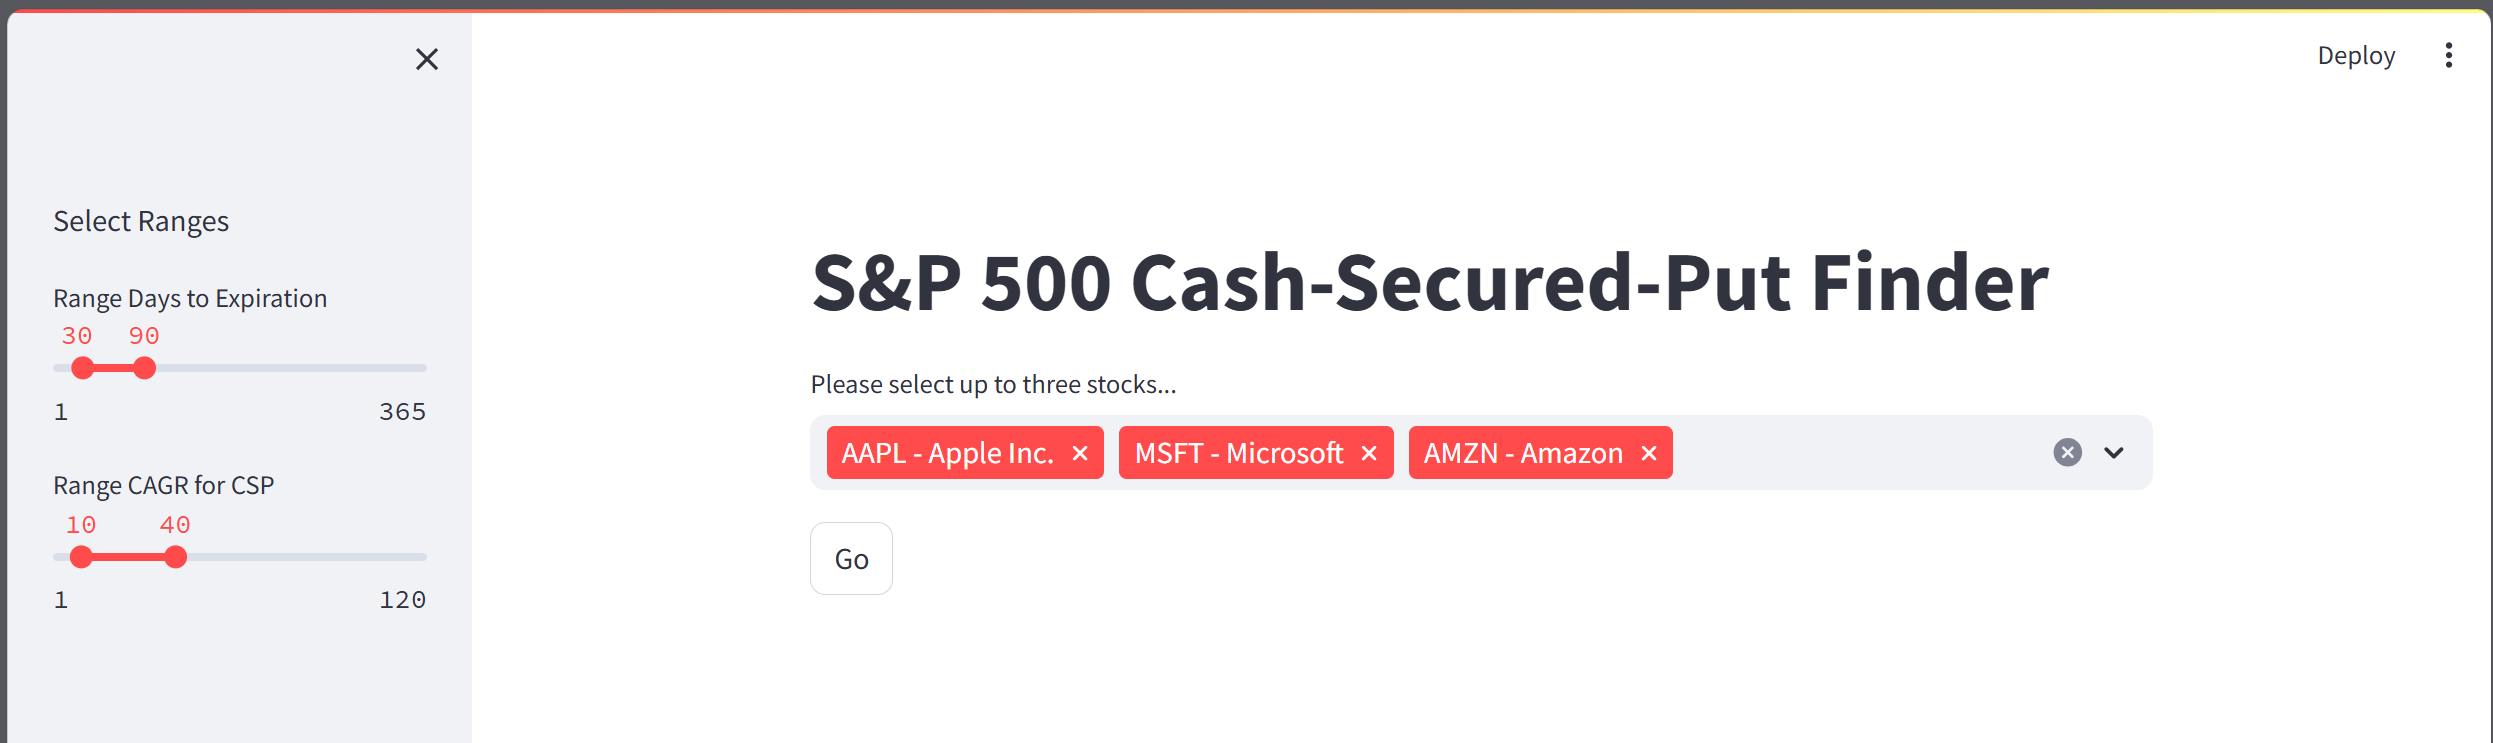 Deploy
Select Ranges
Range Days to Expiration
30 90
1 365
Range CAGR for CSP
10 40
1 120
S&P 500 Cash-Secured-Put Finder
Please select up to three stocks...
AAPL - Apple Inc. MSFT - Microsoft AMZN - Amazon
Go